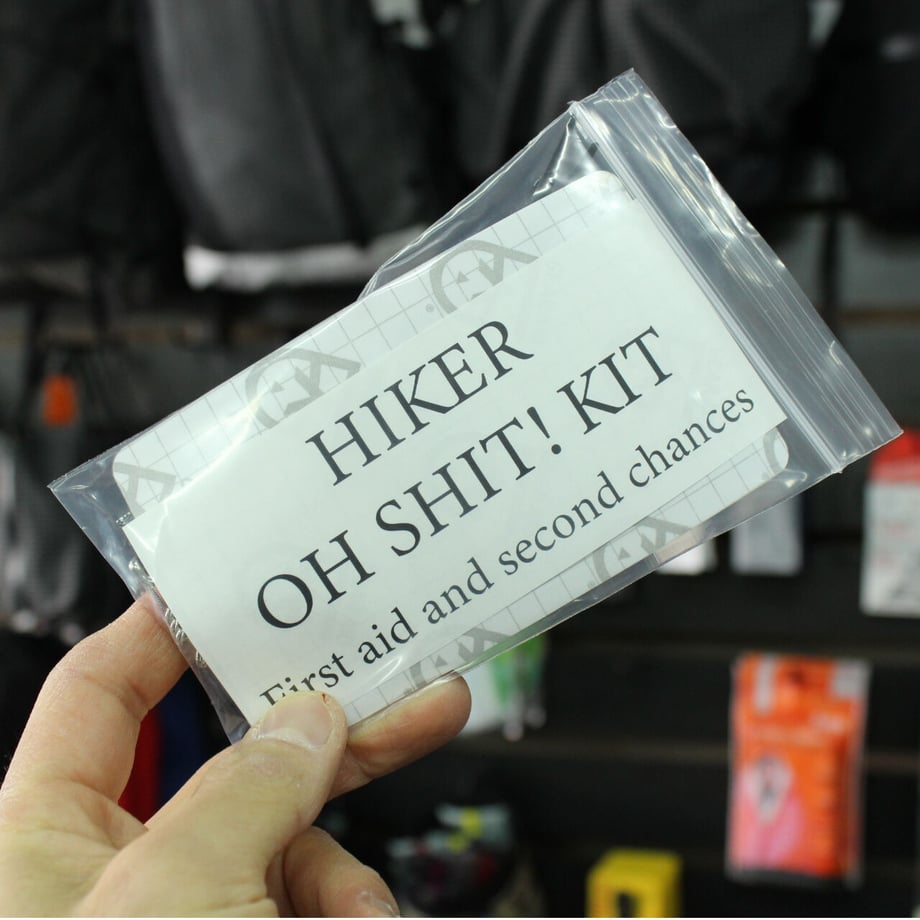 HIKER
OH SHIT! KIT
First aid and second chances